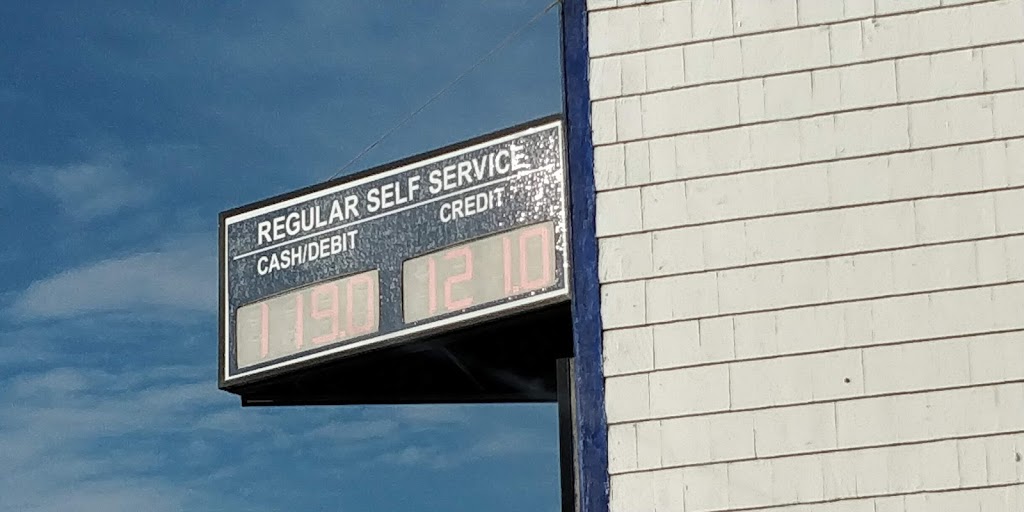 REGULAR SELF SERVICE
CASH/DEBIT CREDIT
119.0 121.0